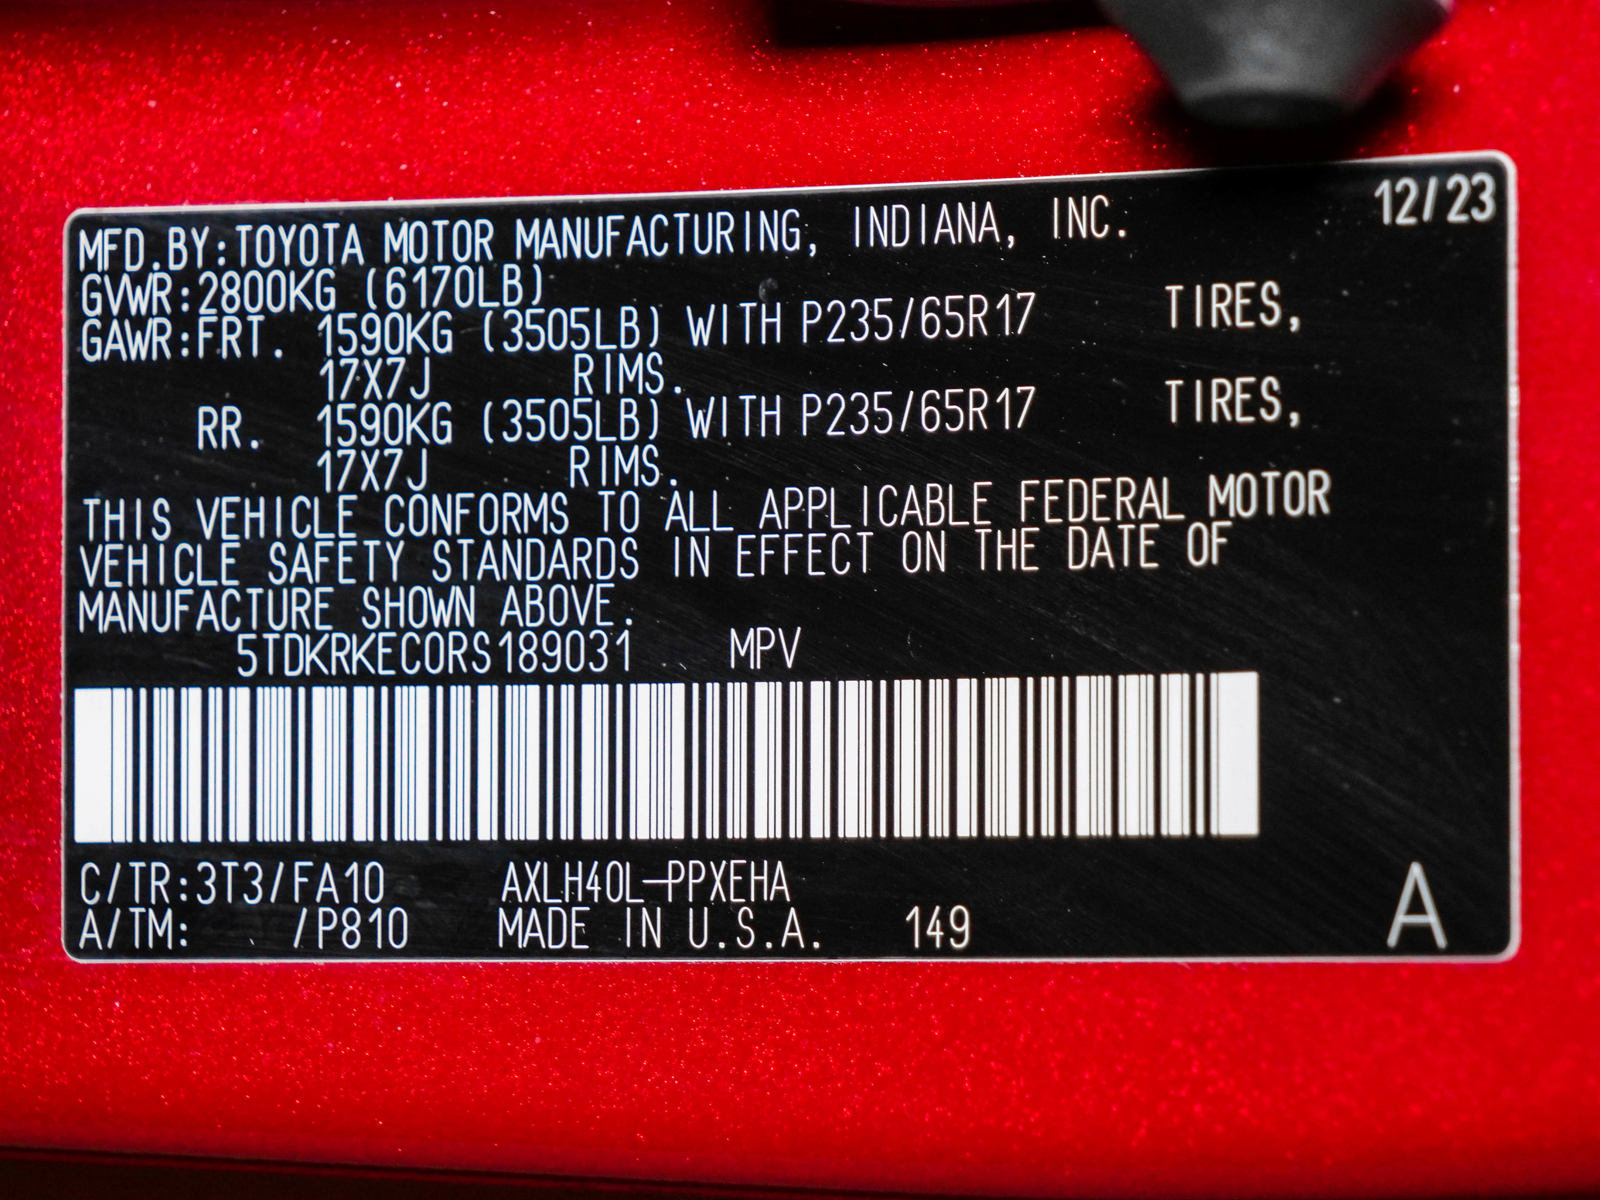 12/23
MFD.BY:TOYOTA MOTOR MANUFACTURING, INDIANA, INC.
GVWR:2800KG (6170LB)
GAWR:FRT. 1590KG (3505LB) WITH P235/65R17 TIRES,
17X7J RIMS.
RR. 1590KG (3505LB) WITH P235/65R17 TIRES,
17X7J RIMS.
THIS VEHICLE CONFORMS TO ALL APPLICABLE FEDERAL MOTOR
VEHICLE SAFETY STANDARDS IN EFFECT ON THE DATE OF
MANUFACTURE SHOWN ABOVE.
5TDKRKEC0RS189031 MPV
C/TR:3T3/FA10 AXLH40L-PPXEHA
A/TM: /P810 MADE IN U.S.A. 149
A